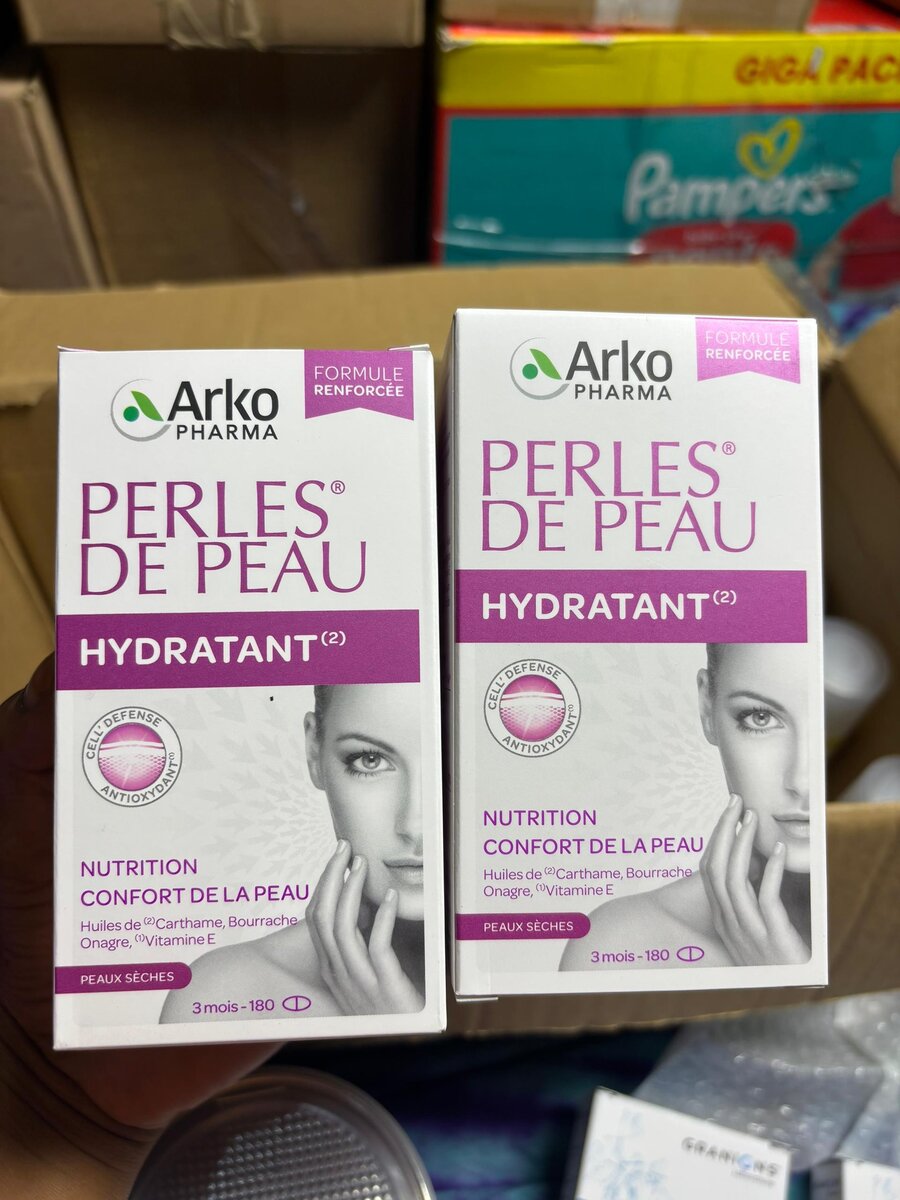 GIGA PAC
Pampers
Arko
PHARMA
FORMULE
RENFORCÉE
PERLES®
DE PEAU
HYDRATANT(2)
CELL' DEFENSE
ANTIOXYDANT(1)
NUTRITION
CONFORT DE LA PEAU
Huiles de (2)Carthame, Bourrache
Onagre, (1)Vitamine E
PEAUX SÈCHES
3 mois - 180
Arko
PHARMA
FORMULE
RENFORCÉE
PERLES®
DE PEAU
HYDRATANT(2)
CELL' DEFENSE
ANTIOXYDANT(1)
NUTRITION
CONFORT DE LA PEAU
Huiles de (2)Carthame, Bourrache
Onagre, (1)Vitamine E
PEAUX SÈCHES
3 mois - 180
GRANIONS